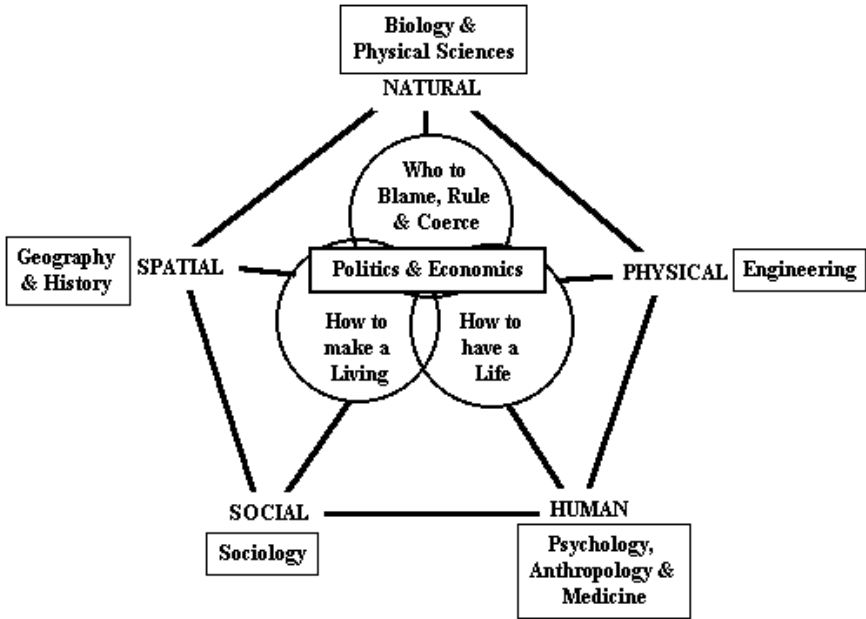 Biology &
Physical Sciences
NATURAL
Who to
Blame, Rule
& Coerce
Geography
& History
SPATIAL
Politics & Economics
PHYSICAL
Engineering
How to
make a
Living
How to
have a
Life
SOCIAL
Sociology
HUMAN
Psychology,
Anthropology &
Medicine